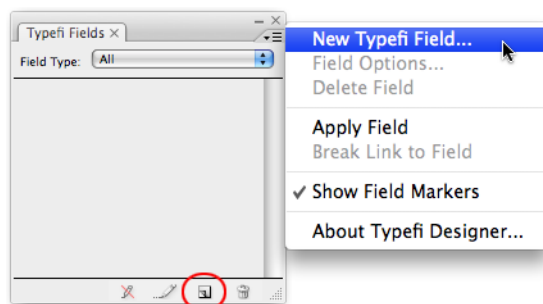 Typefi Fields ×
Field Type: All
New Typefi Field...
Field Options...
Delete Field
Apply Field
Break Link to Field
✓ Show Field Markers
About Typefi Designer...